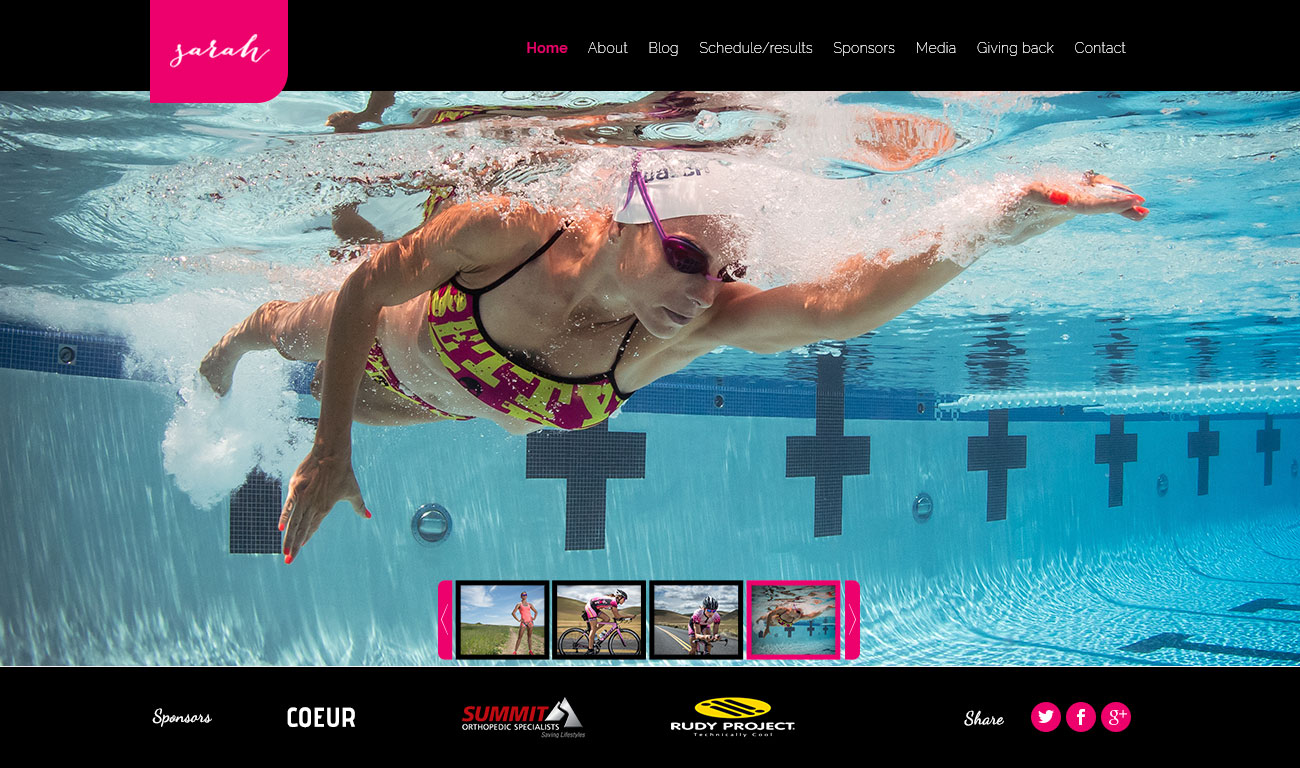 sarah
Home About Blog Schedule/results Sponsors Media Giving back Contact
Sponsors
COEUR
SUMMIT
ORTHOPEDIC SPECIALISTS
Saving Lifestyles
RUDY PROJECT.
Technically Cool
Share
g+